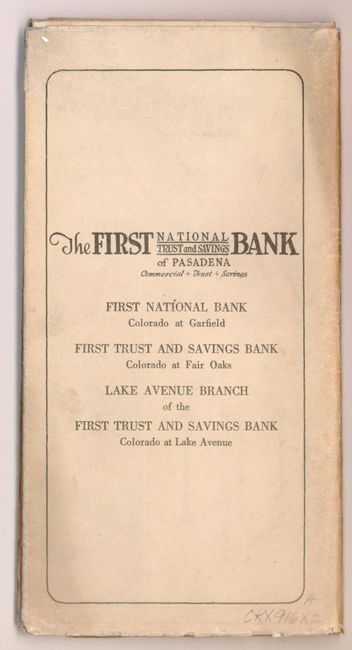 The FIRST NATIONAL TRUST and SAVINGS BANK
of PASADENA
Commercial + Trust + Savings
FIRST NATIONAL BANK
Colorado at Garfield
FIRST TRUST AND SAVINGS BANK
Colorado at Fair Oaks
LAKE AVENUE BRANCH
of the
FIRST TRUST AND SAVINGS BANK
Colorado at Lake Avenue
A
CKX916X2